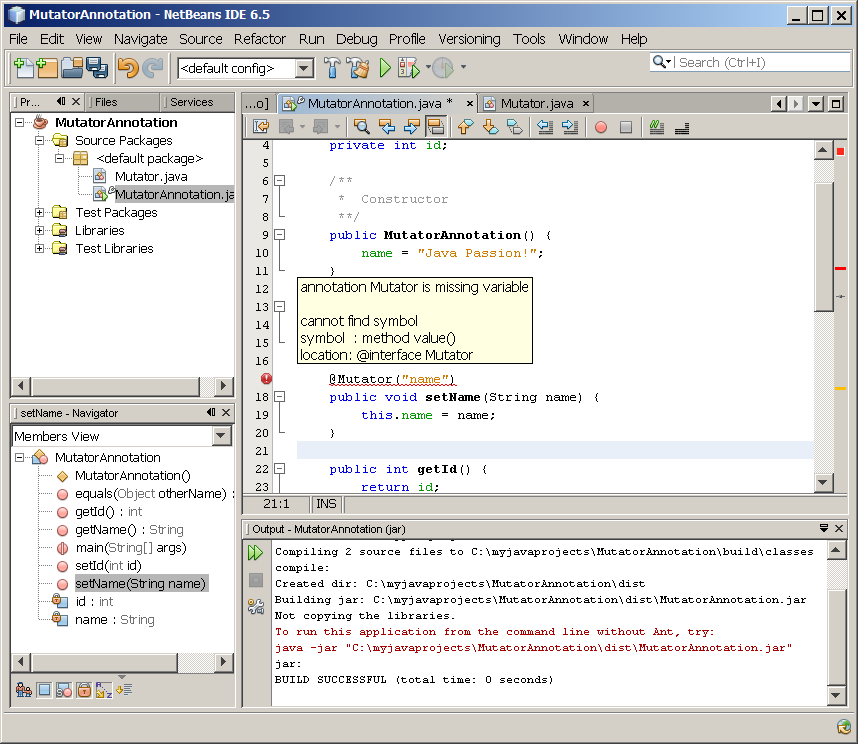 MutatorAnnotation - NetBeans IDE 6.5
File Edit View Navigate Source Refactor Run Debug Profile Versioning Tools Window Help
<default config>
Search (Ctrl+I)
Pr... Files Services
MutatorAnnotation
Source Packages
<default package>
Mutator.java
MutatorAnnotation.ja
Test Packages
Libraries
Test Libraries
setName - Navigator
Members View
MutatorAnnotation
MutatorAnnotation()
equals(Object otherName) :
getId() : int
getName() : String
main(String[] args)
setId(int id)
setName(String name)
id : int
name : String
...o] MutatorAnnotation.java * Mutator.java
4 private int id;
5
6 /**
7 * Constructor
8 **/
9 public MutatorAnnotation() {
10 name = "Java Passion!";
11 }
12
annotation Mutator is missing variable
13
cannot find symbol
14
symbol : method value()
15
location: @interface Mutator
16
@Mutator("name")
18 public void setName(String name) {
19 this.name = name;
20 }
21
22 public int getId() {
23 return id;
21:1 INS
Output - MutatorAnnotation (jar)
Compiling 2 source files to C:\myjavaprojects\MutatorAnnotation\build\classes
compile:
Created dir: C:\myjavaprojects\MutatorAnnotation\dist
Building jar: C:\myjavaprojects\MutatorAnnotation\dist\MutatorAnnotation.jar
Not copying the libraries.
To run this application from the command line without Ant, try:
java -jar "C:\myjavaprojects\MutatorAnnotation\dist\MutatorAnnotation.jar"
jar:
BUILD SUCCESSFUL (total time: 0 seconds)